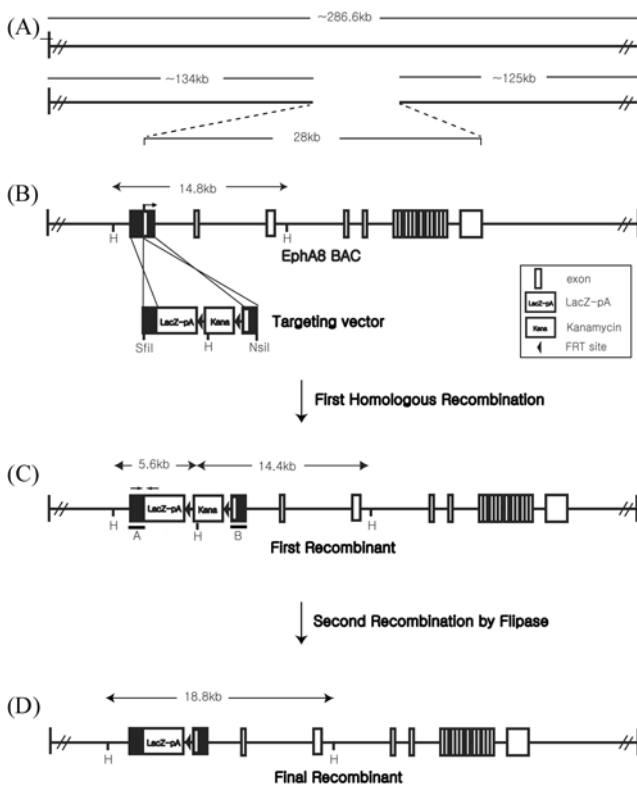 (A)
~286.6kb
~134kb
~125kb
28kb
(B)
14.8kb
H
H
EphA8 BAC
LacZ-pA
Kana
Targeting vector
SfiI
H
NsiI
exon
LacZ-pA
LacZ-pA
Kana
Kanamycin
FRT site
First Homologous Recombination
(C)
5.6kb
14.4kb
LacZ-pA
Kana
H
A
H
B
H
First Recombinant
Second Recombination by Flipase
(D)
18.8kb
LacZ-pA
H
H
Final Recombinant